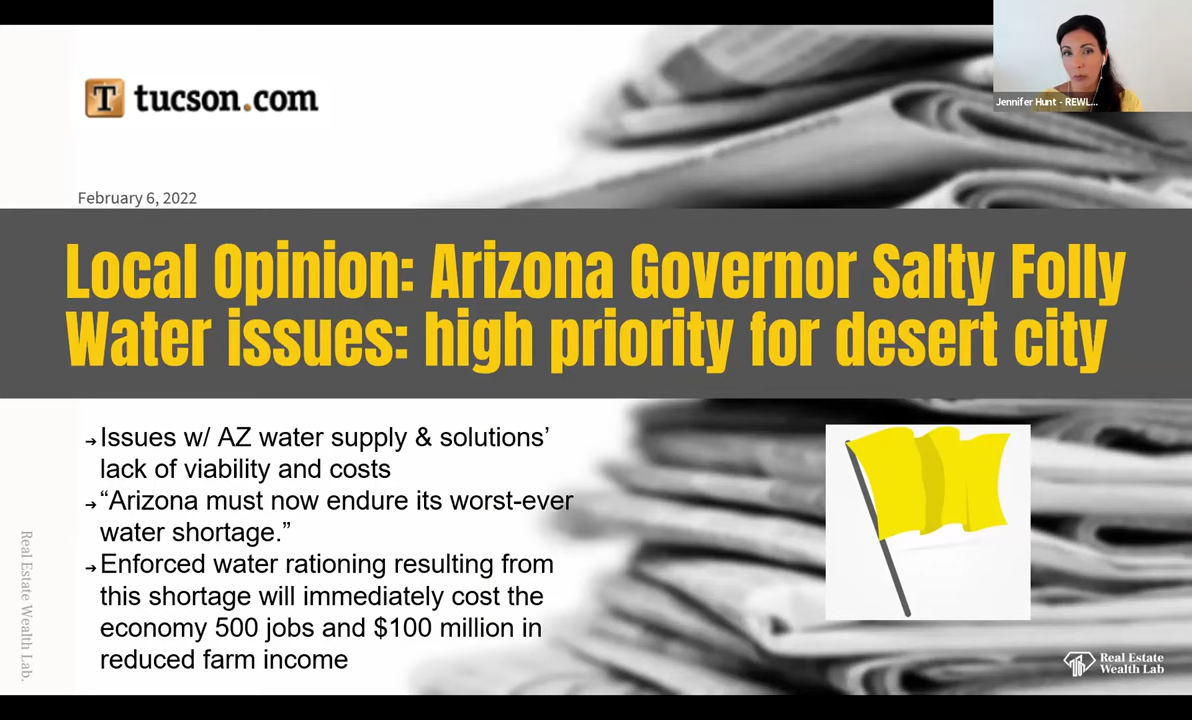 T tucson.com
Jennifer Hunt - REWL...
February 6, 2022
Local Opinion: Arizona Governor Salty Folly
Water issues: high priority for desert city
→Issues w/ AZ water supply & solutions’
lack of viability and costs
→“Arizona must now endure its worst-ever
water shortage.”
→Enforced water rationing resulting from
this shortage will immediately cost the
economy 500 jobs and $100 million in
reduced farm income
Real Estate Wealth Lab.
Real Estate
Wealth Lab